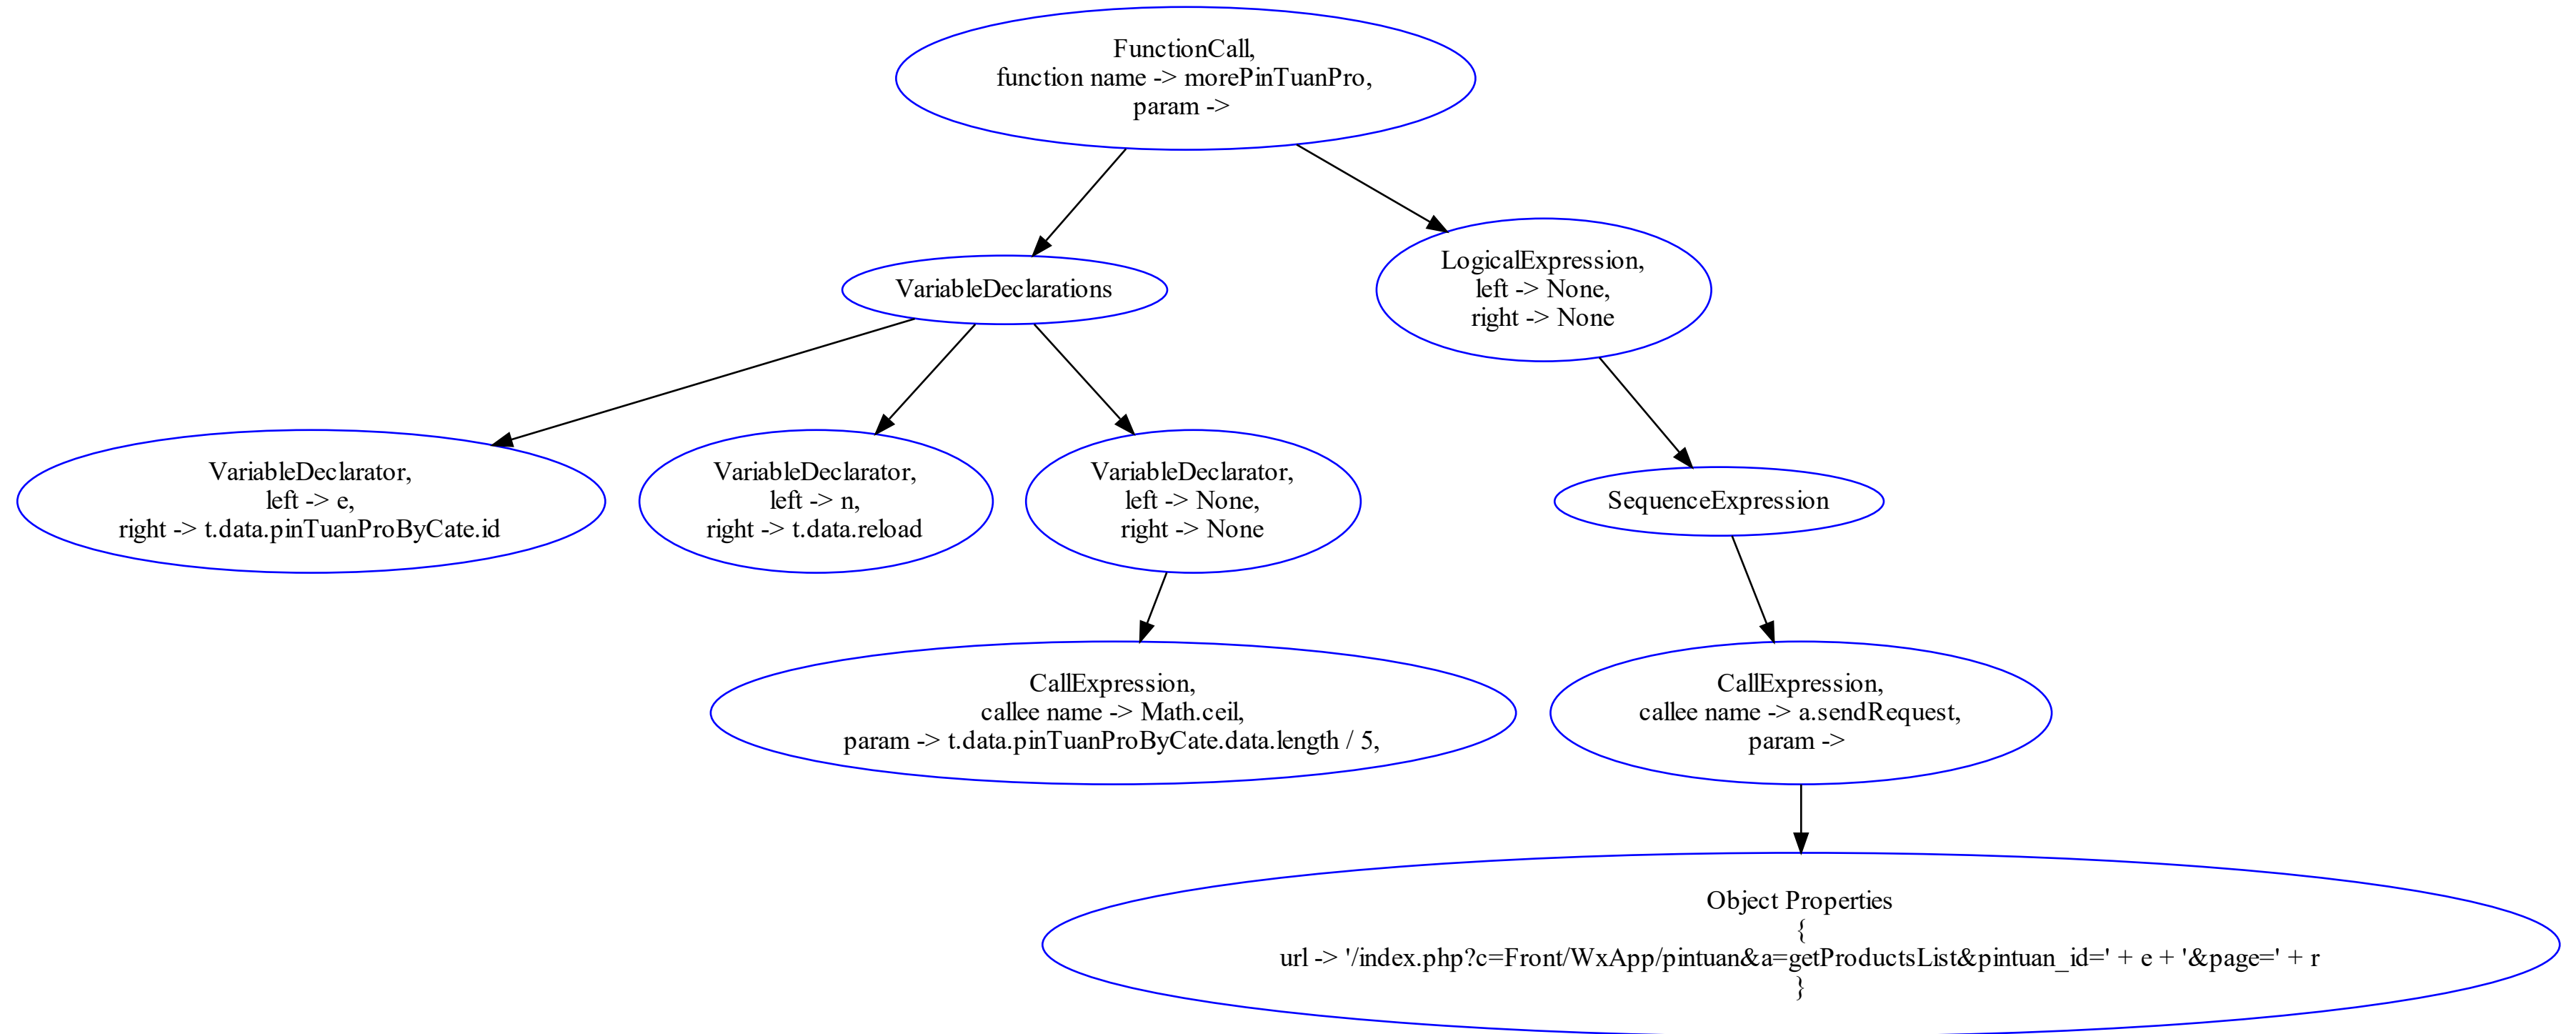 FunctionCall,
function name -> morePinTuanPro,
param ->
VariableDeclarations
LogicalExpression,
left -> None,
right -> None
VariableDeclarator,
left -> e,
right -> t.data.pinTuanProByCate.id
VariableDeclarator,
left -> n,
right -> t.data.reload
VariableDeclarator,
left -> None,
right -> None
SequenceExpression
CallExpression,
callee name -> Math.ceil,
param -> t.data.pinTuanProByCate.data.length / 5,
CallExpression,
callee name -> a.sendRequest,
param ->
Object Properties
{
url -> '/index.php?c=Front/WxApp/pintuan&a=getProductsList&pintuan_id=' + e + '&page=' + r
}